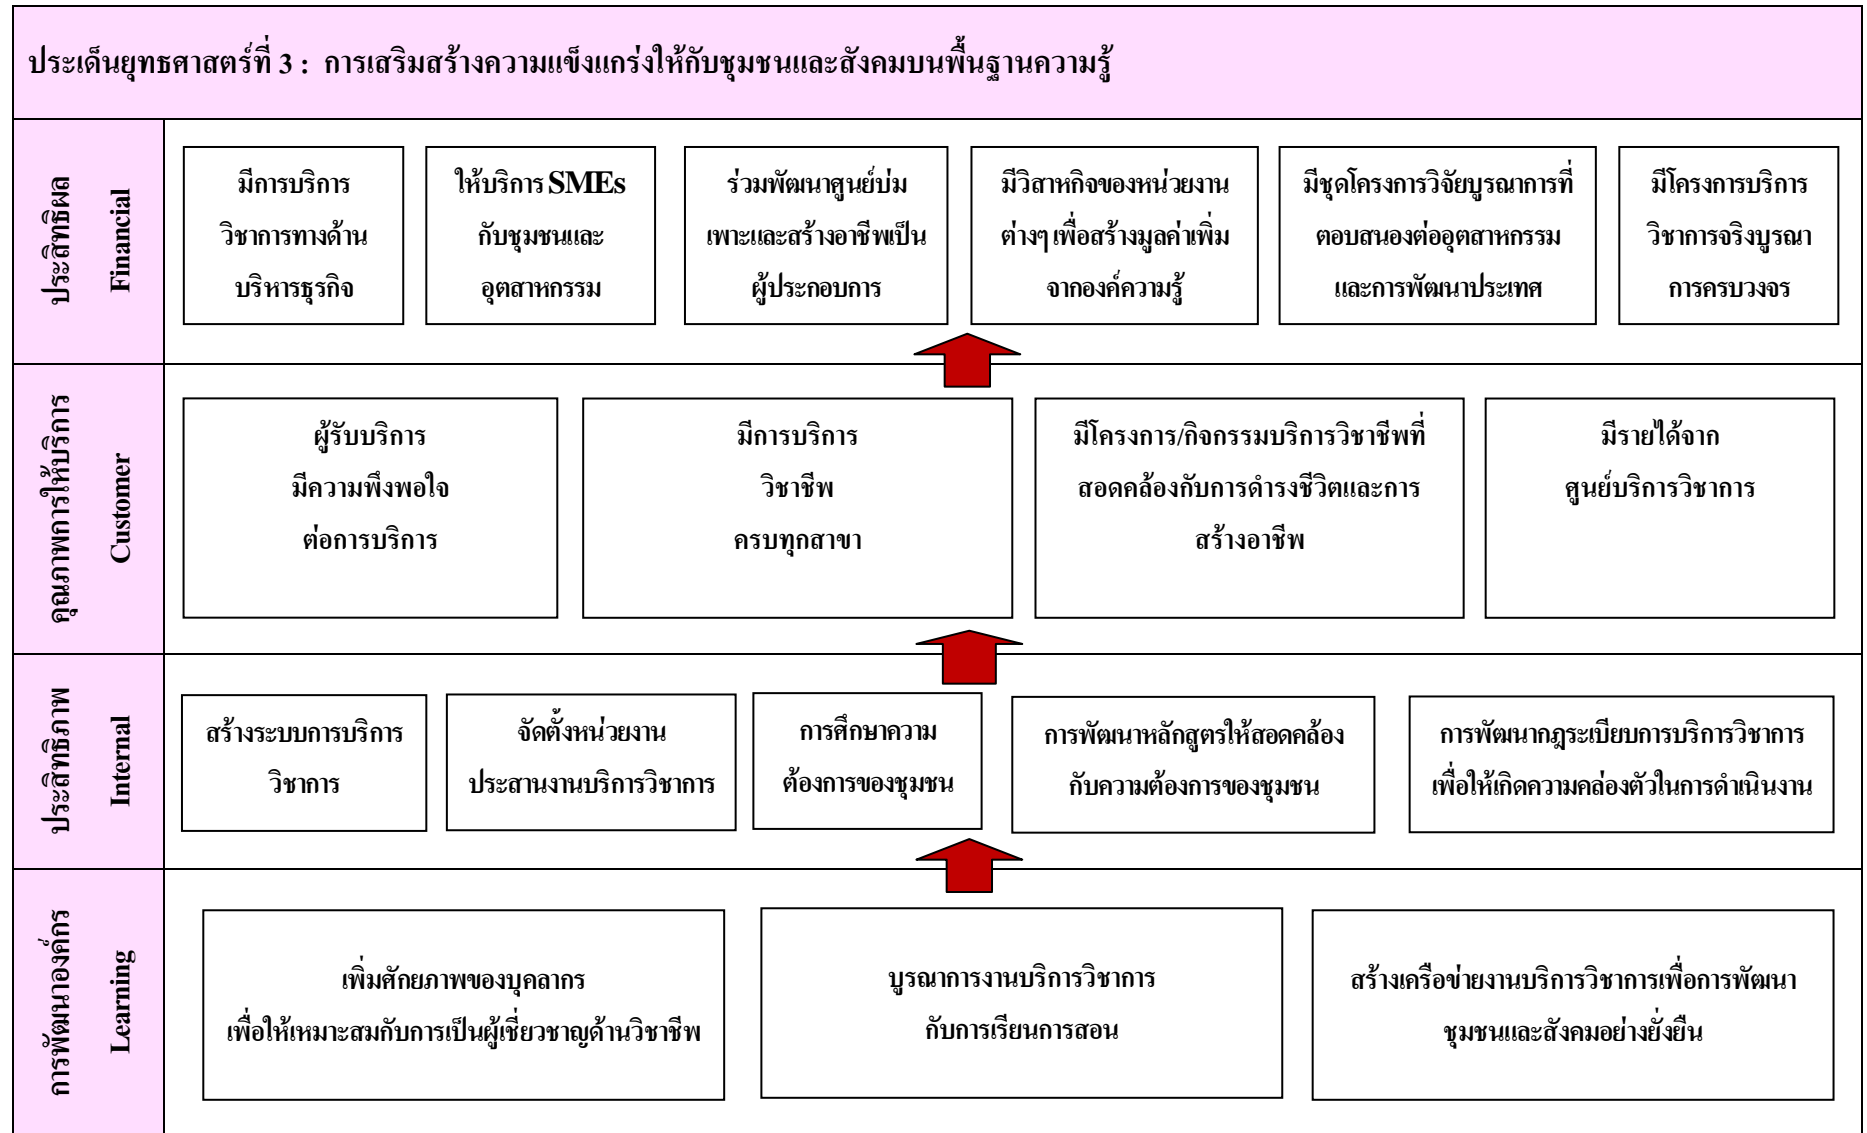 ประเด็นยุทธศาสตร์ที่ 3 : การเสริมสร้างความแข็งแกร่งให้กับชุมชนและสังคมบนพื้นฐานความรู้
ประสิทธิผล
Financial
มีการบริการ
วิชาการทางด้าน
บริหารธุรกิจ
ให้บริการ SMEs
กับชุมชนและ
อุตสาหกรรม
ร่วมพัฒนาศูนย์บ่ม
เพาะและสร้างอาชีพเป็น
ผู้ประกอบการ
มีวิสาหกิจของหน่วยงาน
ต่างๆ เพื่อสร้างมูลค่าเพิ่ม
จากองค์ความรู้
มีชุดโครงการวิจัยบูรณาการที่
ตอบสนองต่ออุตสาหกรรม
และการพัฒนาประเทศ
มีโครงการบริการ
วิชาการจริงบูรณา
การครบวงจร
คุณภาพการให้บริการ
Customer
ผู้รับบริการ
มีความพึงพอใจ
ต่อการบริการ
มีการบริการ
วิชาชีพ
ครบทุกสาขา
มีโครงการ/กิจกรรมบริการวิชาชีพที่
สอดคล้องกับการดำรงชีวิตและการ
สร้างอาชีพ
มีรายได้จาก
ศูนย์บริการวิชาการ
ประสิทธิภาพ
Internal
สร้างระบบการบริการ
วิชาการ
จัดตั้งหน่วยงาน
ประสานงานบริการวิชาการ
การศึกษาความ
ต้องการของชุมชน
การพัฒนาหลักสูตรให้สอดคล้อง
กับความต้องการของชุมชน
การพัฒนากฎระเบียบการบริการวิชาการ
เพื่อให้เกิดความคล่องตัวในการดำเนินงาน
การพัฒนาองค์กร
Learning
เพิ่มศักยภาพของบุคลากร
เพื่อให้เหมาะสมกับการเป็นผู้เชี่ยวชาญด้านวิชาชีพ
บูรณาการงานบริการวิชาการ
กับการเรียนการสอน
สร้างเครือข่ายงานบริการวิชาการเพื่อการพัฒนา
ชุมชนและสังคมอย่างยั่งยืน